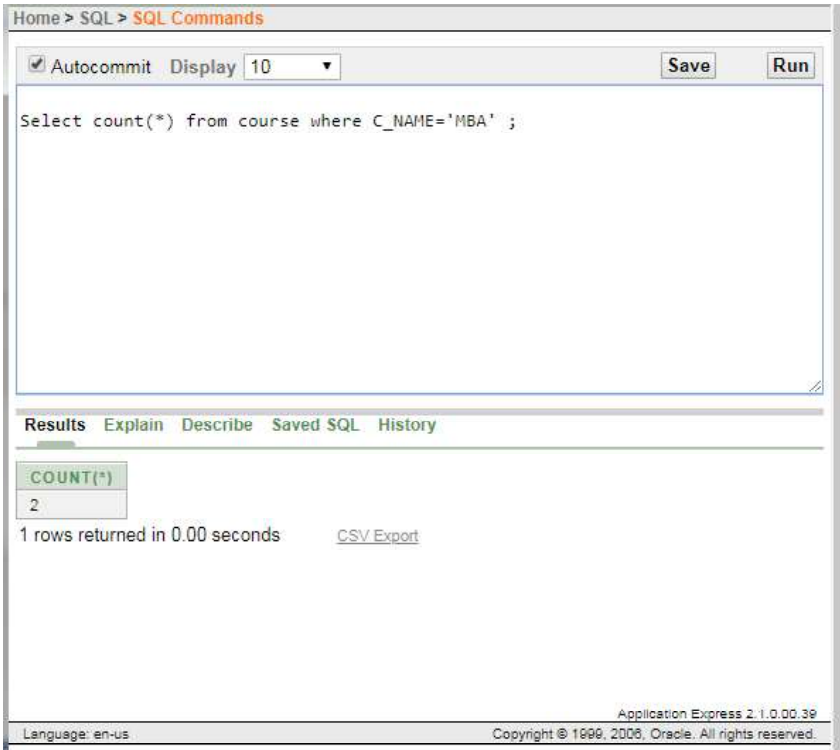 Home > SQL > SQL Commands
Autocommit Display 10 Save Run
Select count(*) from course where C_NAME='MBA' ;
Results Explain Describe Saved SQL History
COUNT(*)
2
1 rows returned in 0.00 seconds CSV Export
Application Express 2.1.0.00.39
Language: en-us Copyright © 1999, 2006, Oracle. All rights reserved.